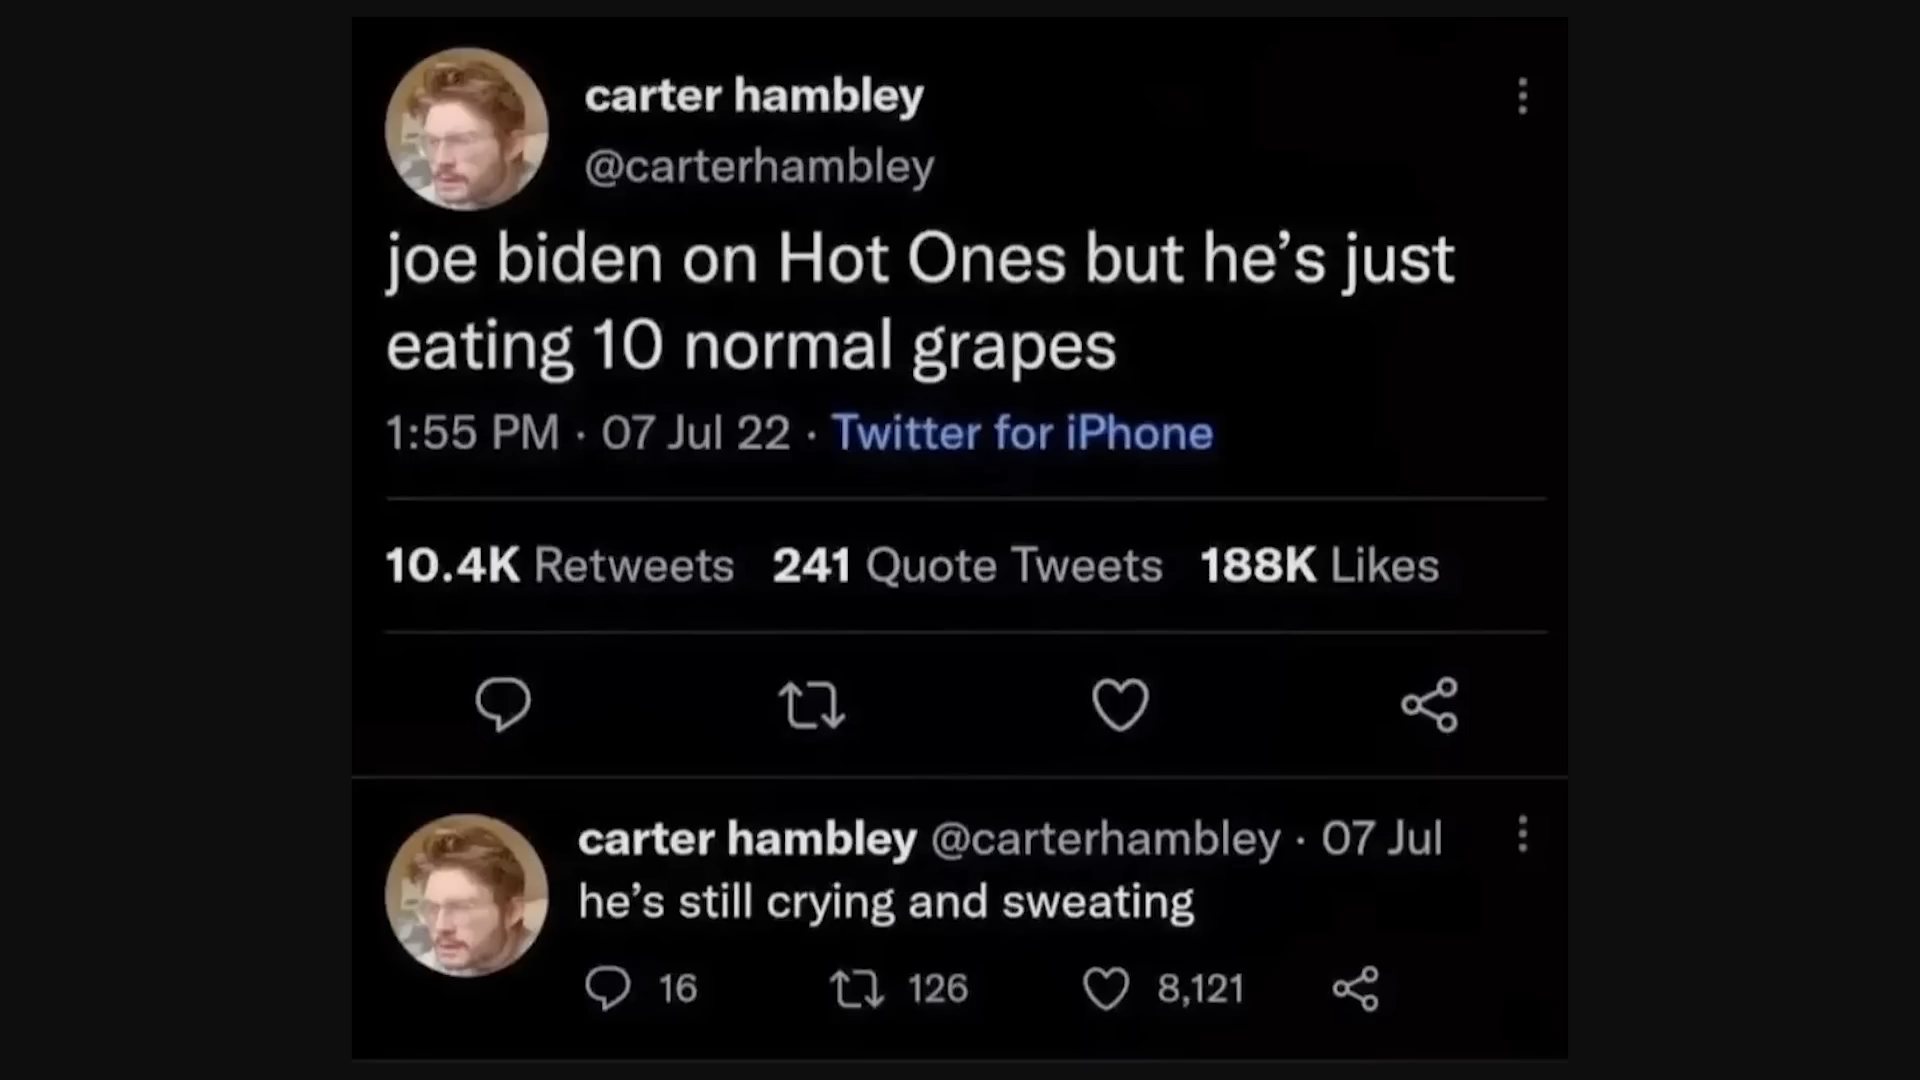 carter hambley
@carterhambley
joe biden on Hot Ones but he’s just
eating 10 normal grapes
1:55 PM · 07 Jul 22 · Twitter for iPhone
10.4K Retweets 241 Quote Tweets 188K Likes
carter hambley @carterhambley · 07 Jul
he’s still crying and sweating
16 126 8,121